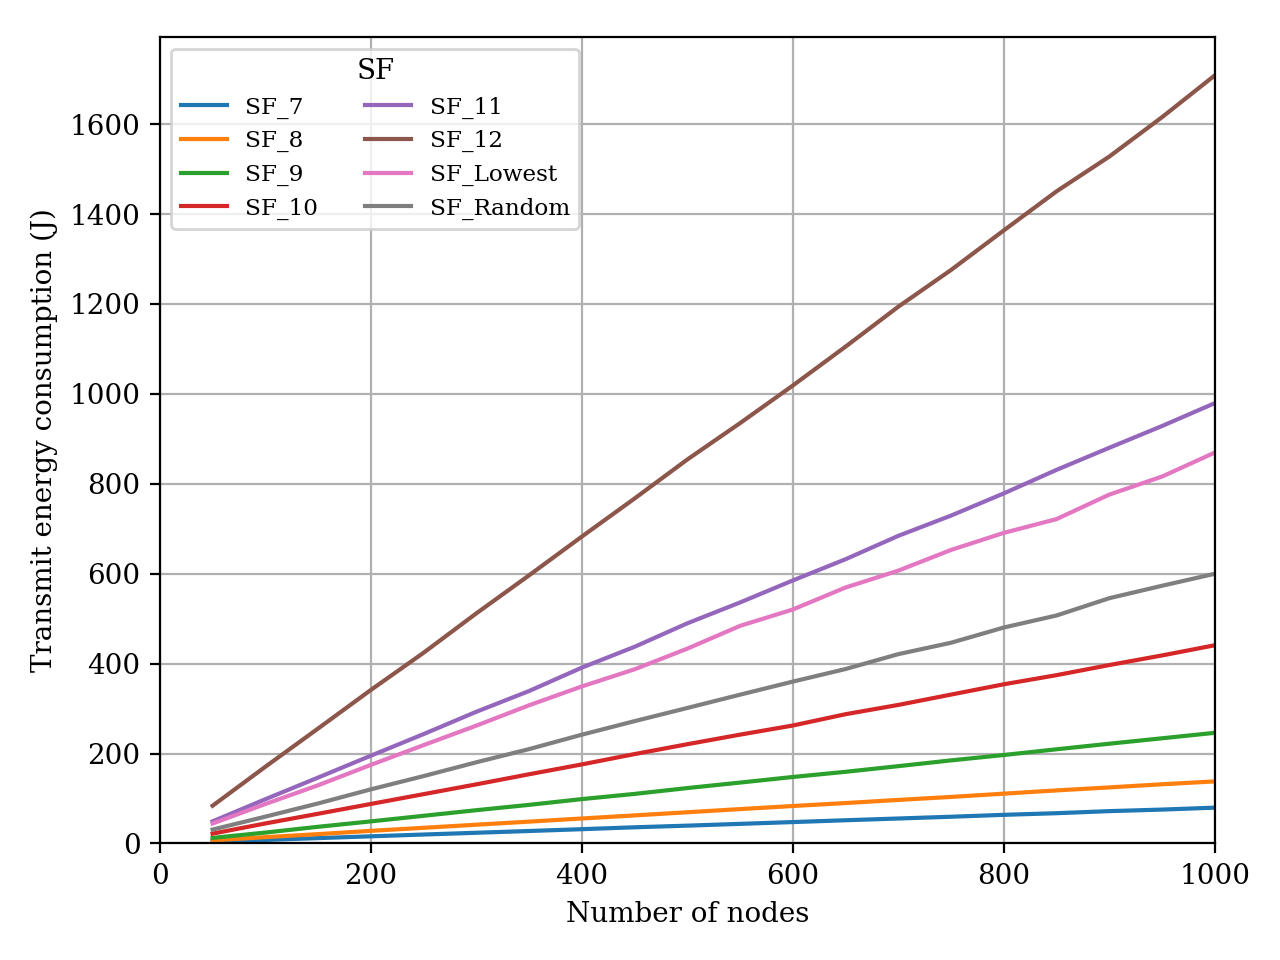 SF
SF_7
SF_8
SF_9
SF_10
SF_11
SF_12
SF_Lowest
SF_Random
Transmit energy consumption (J)
1600
1400
1200
1000
800
600
400
200
0
0 200 400 600 800 1000
Number of nodes